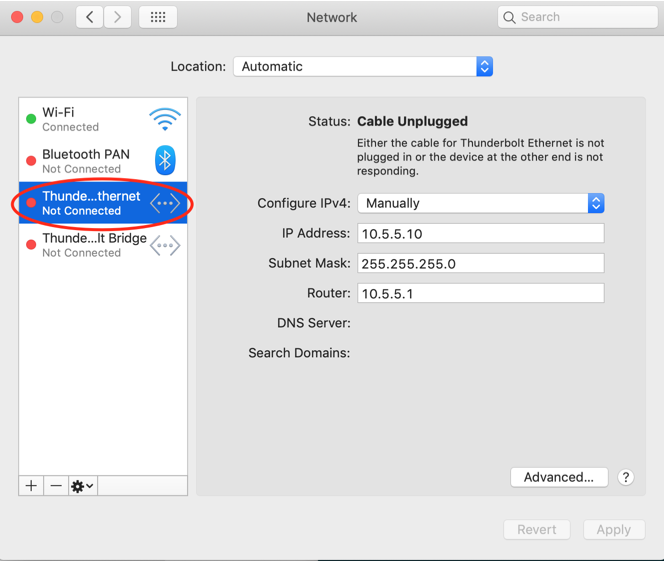 Network
Search
Location: Automatic
Wi-Fi
Connected
Bluetooth PAN
Not Connected
Thunde...thernet
Not Connected
Thunde...lt Bridge
Not Connected
Status: Cable Unplugged
Either the cable for Thunderbolt Ethernet is not
plugged in or the device at the other end is not
responding.
Configure IPv4: Manually
IP Address: 10.5.5.10
Subnet Mask: 255.255.255.0
Router: 10.5.5.1
DNS Server:
Search Domains:
Advanced...
?
Revert
Apply